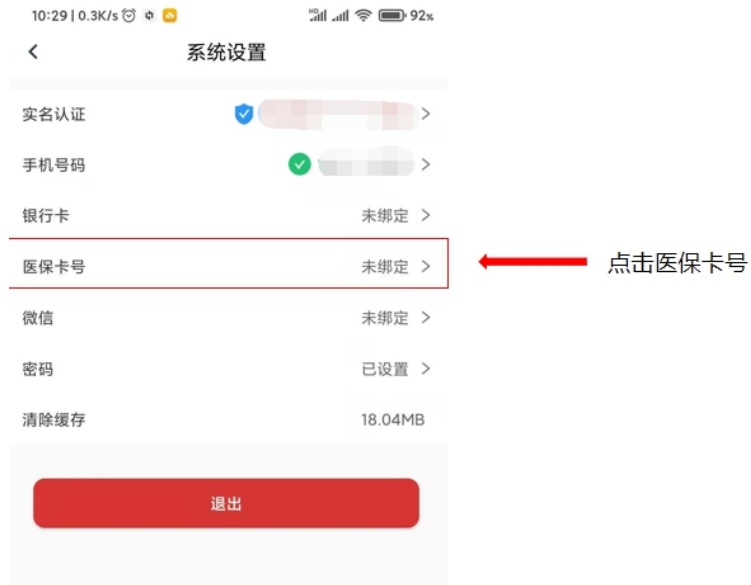 10:29 | 0.3K/s 92%
系统设置
实名认证
手机号码
银行卡 未绑定
医保卡号 未绑定
点击医保卡号
微信 未绑定
密码 已设置
清除缓存 18.04MB
退出